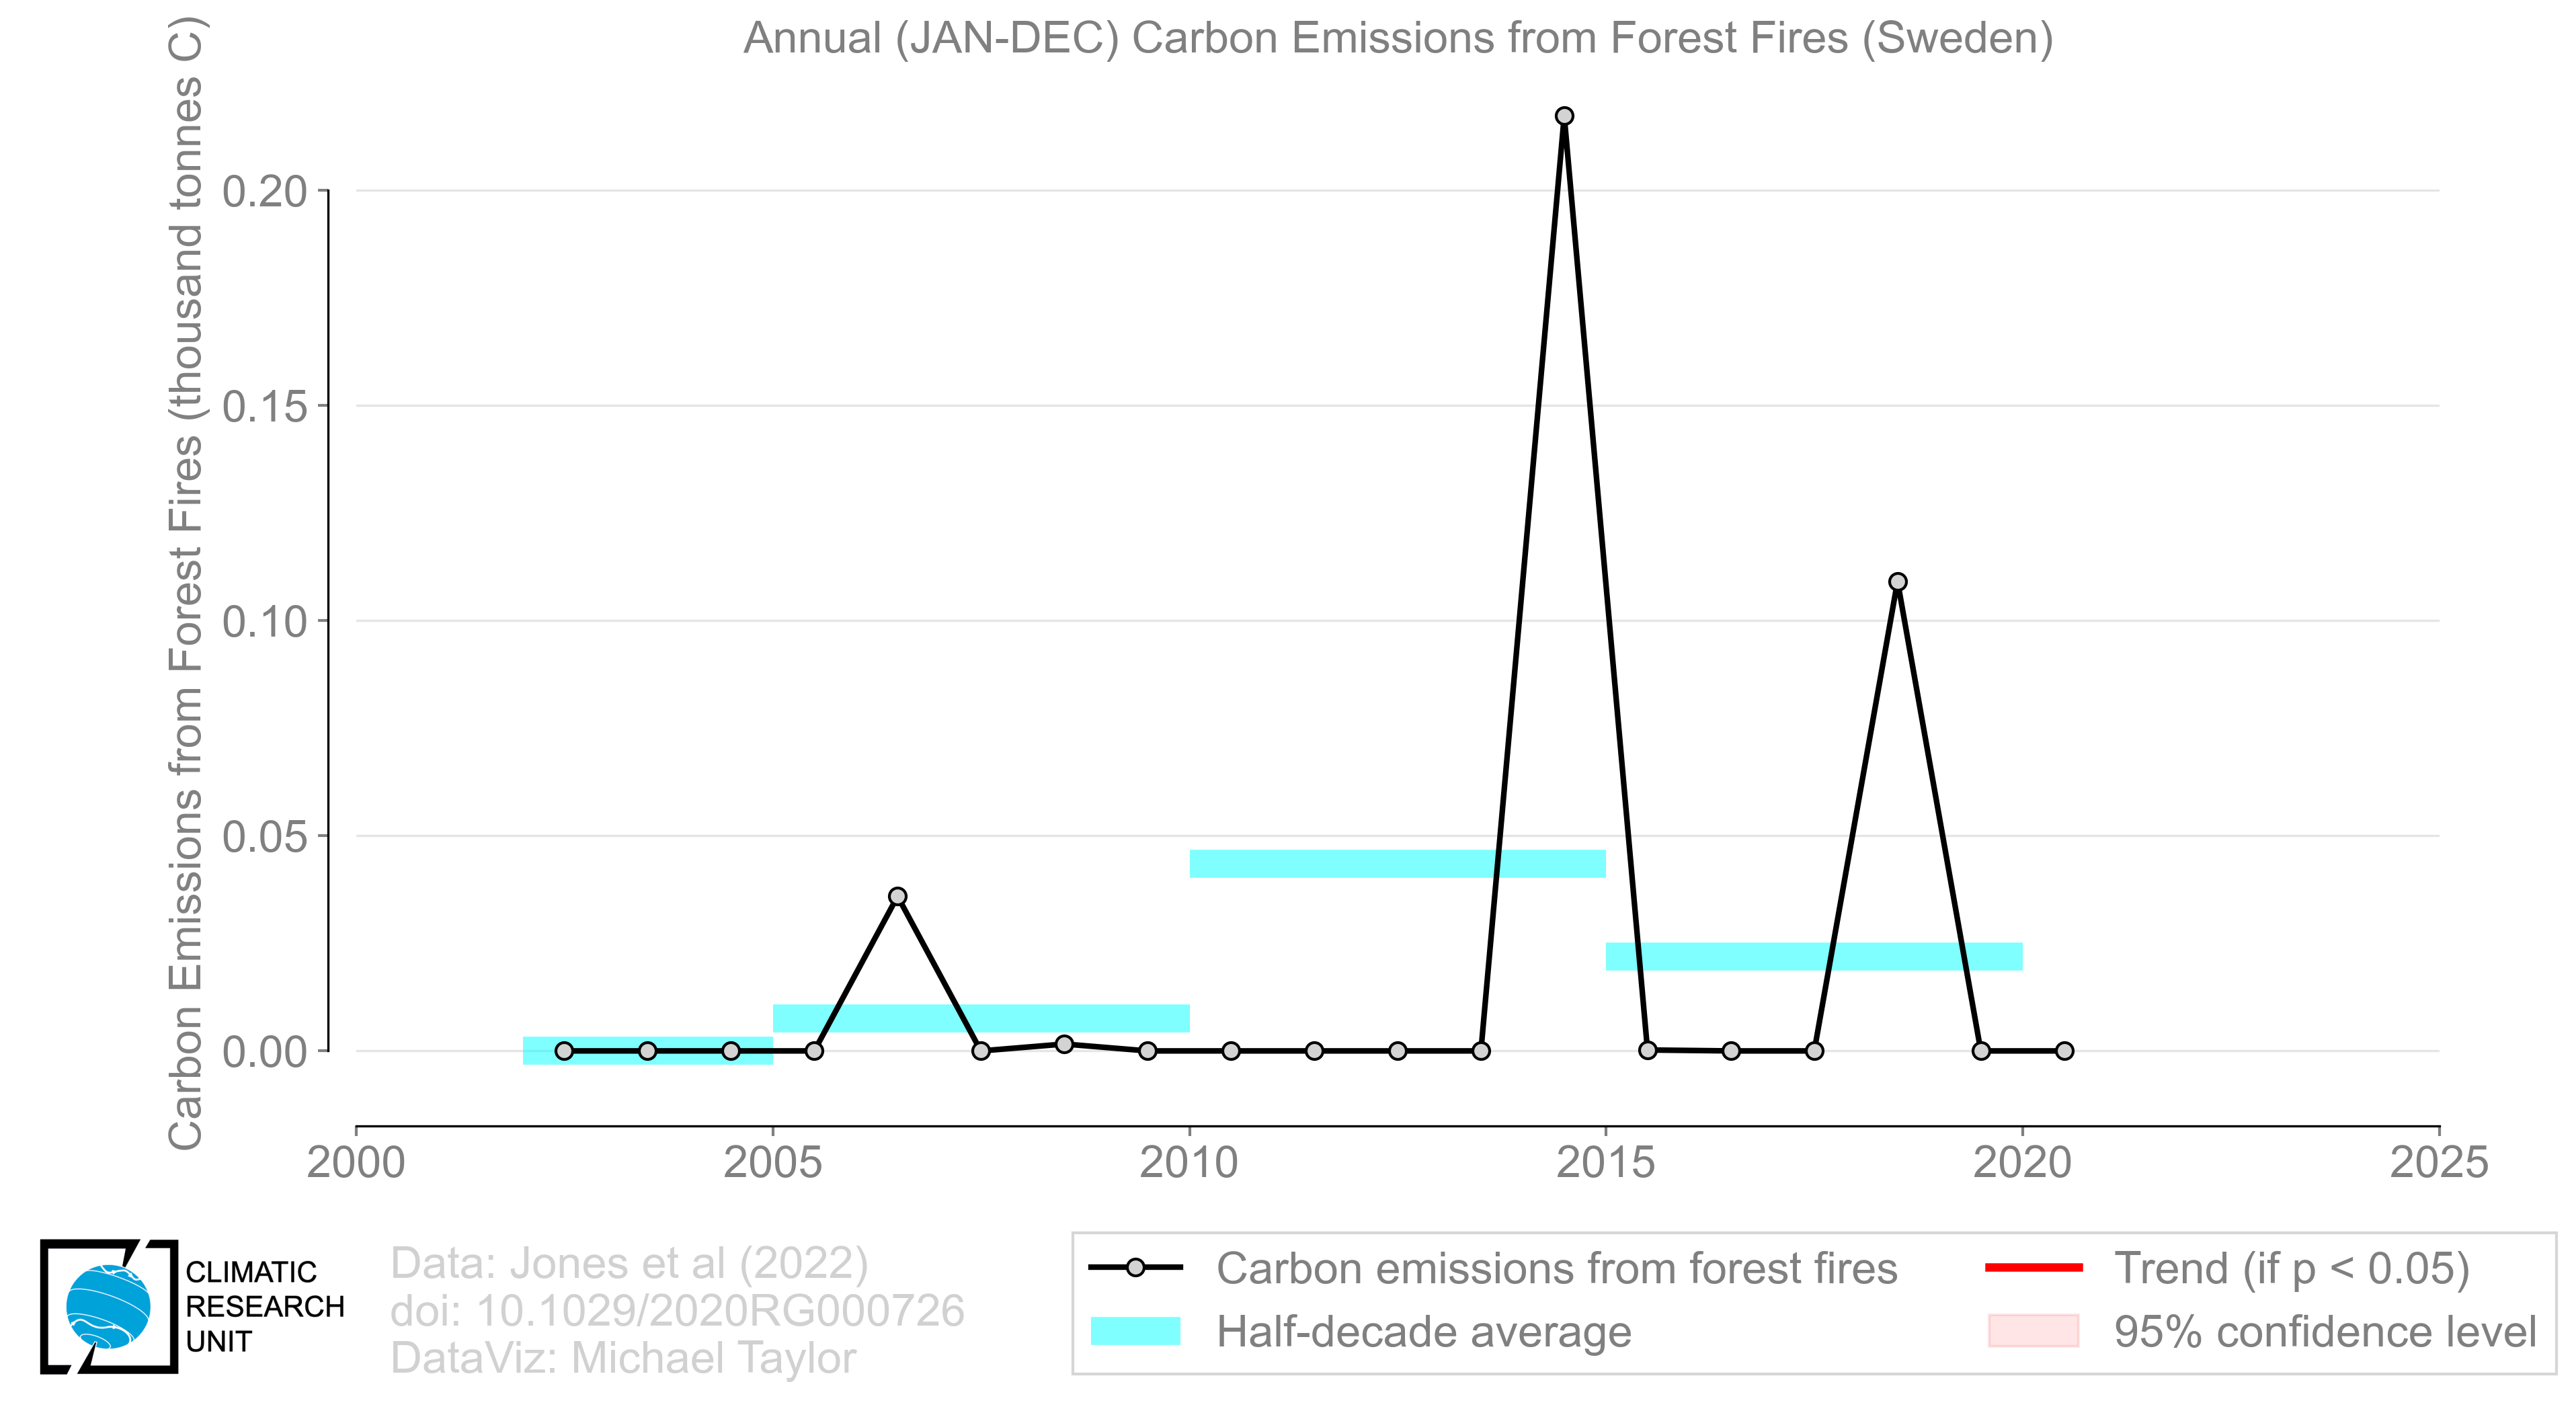 Annual (JAN-DEC) Carbon Emissions from Forest Fires (Sweden)
Carbon Emissions from Forest Fires (thousand tonnes C)
0.20
0.15
0.10
0.05
0.00
2000
2005
2010
2015
2020
2025
CLIMATIC
RESEARCH
UNIT
Data: Jones et al (2022)
doi: 10.1029/2020RG000726
DataViz: Michael Taylor
Carbon emissions from forest fires
Half-decade average
Trend (if p < 0.05)
95% confidence level